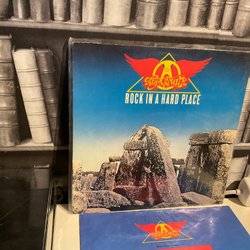 AEROSMITH
ROCK IN A HARD PLACE